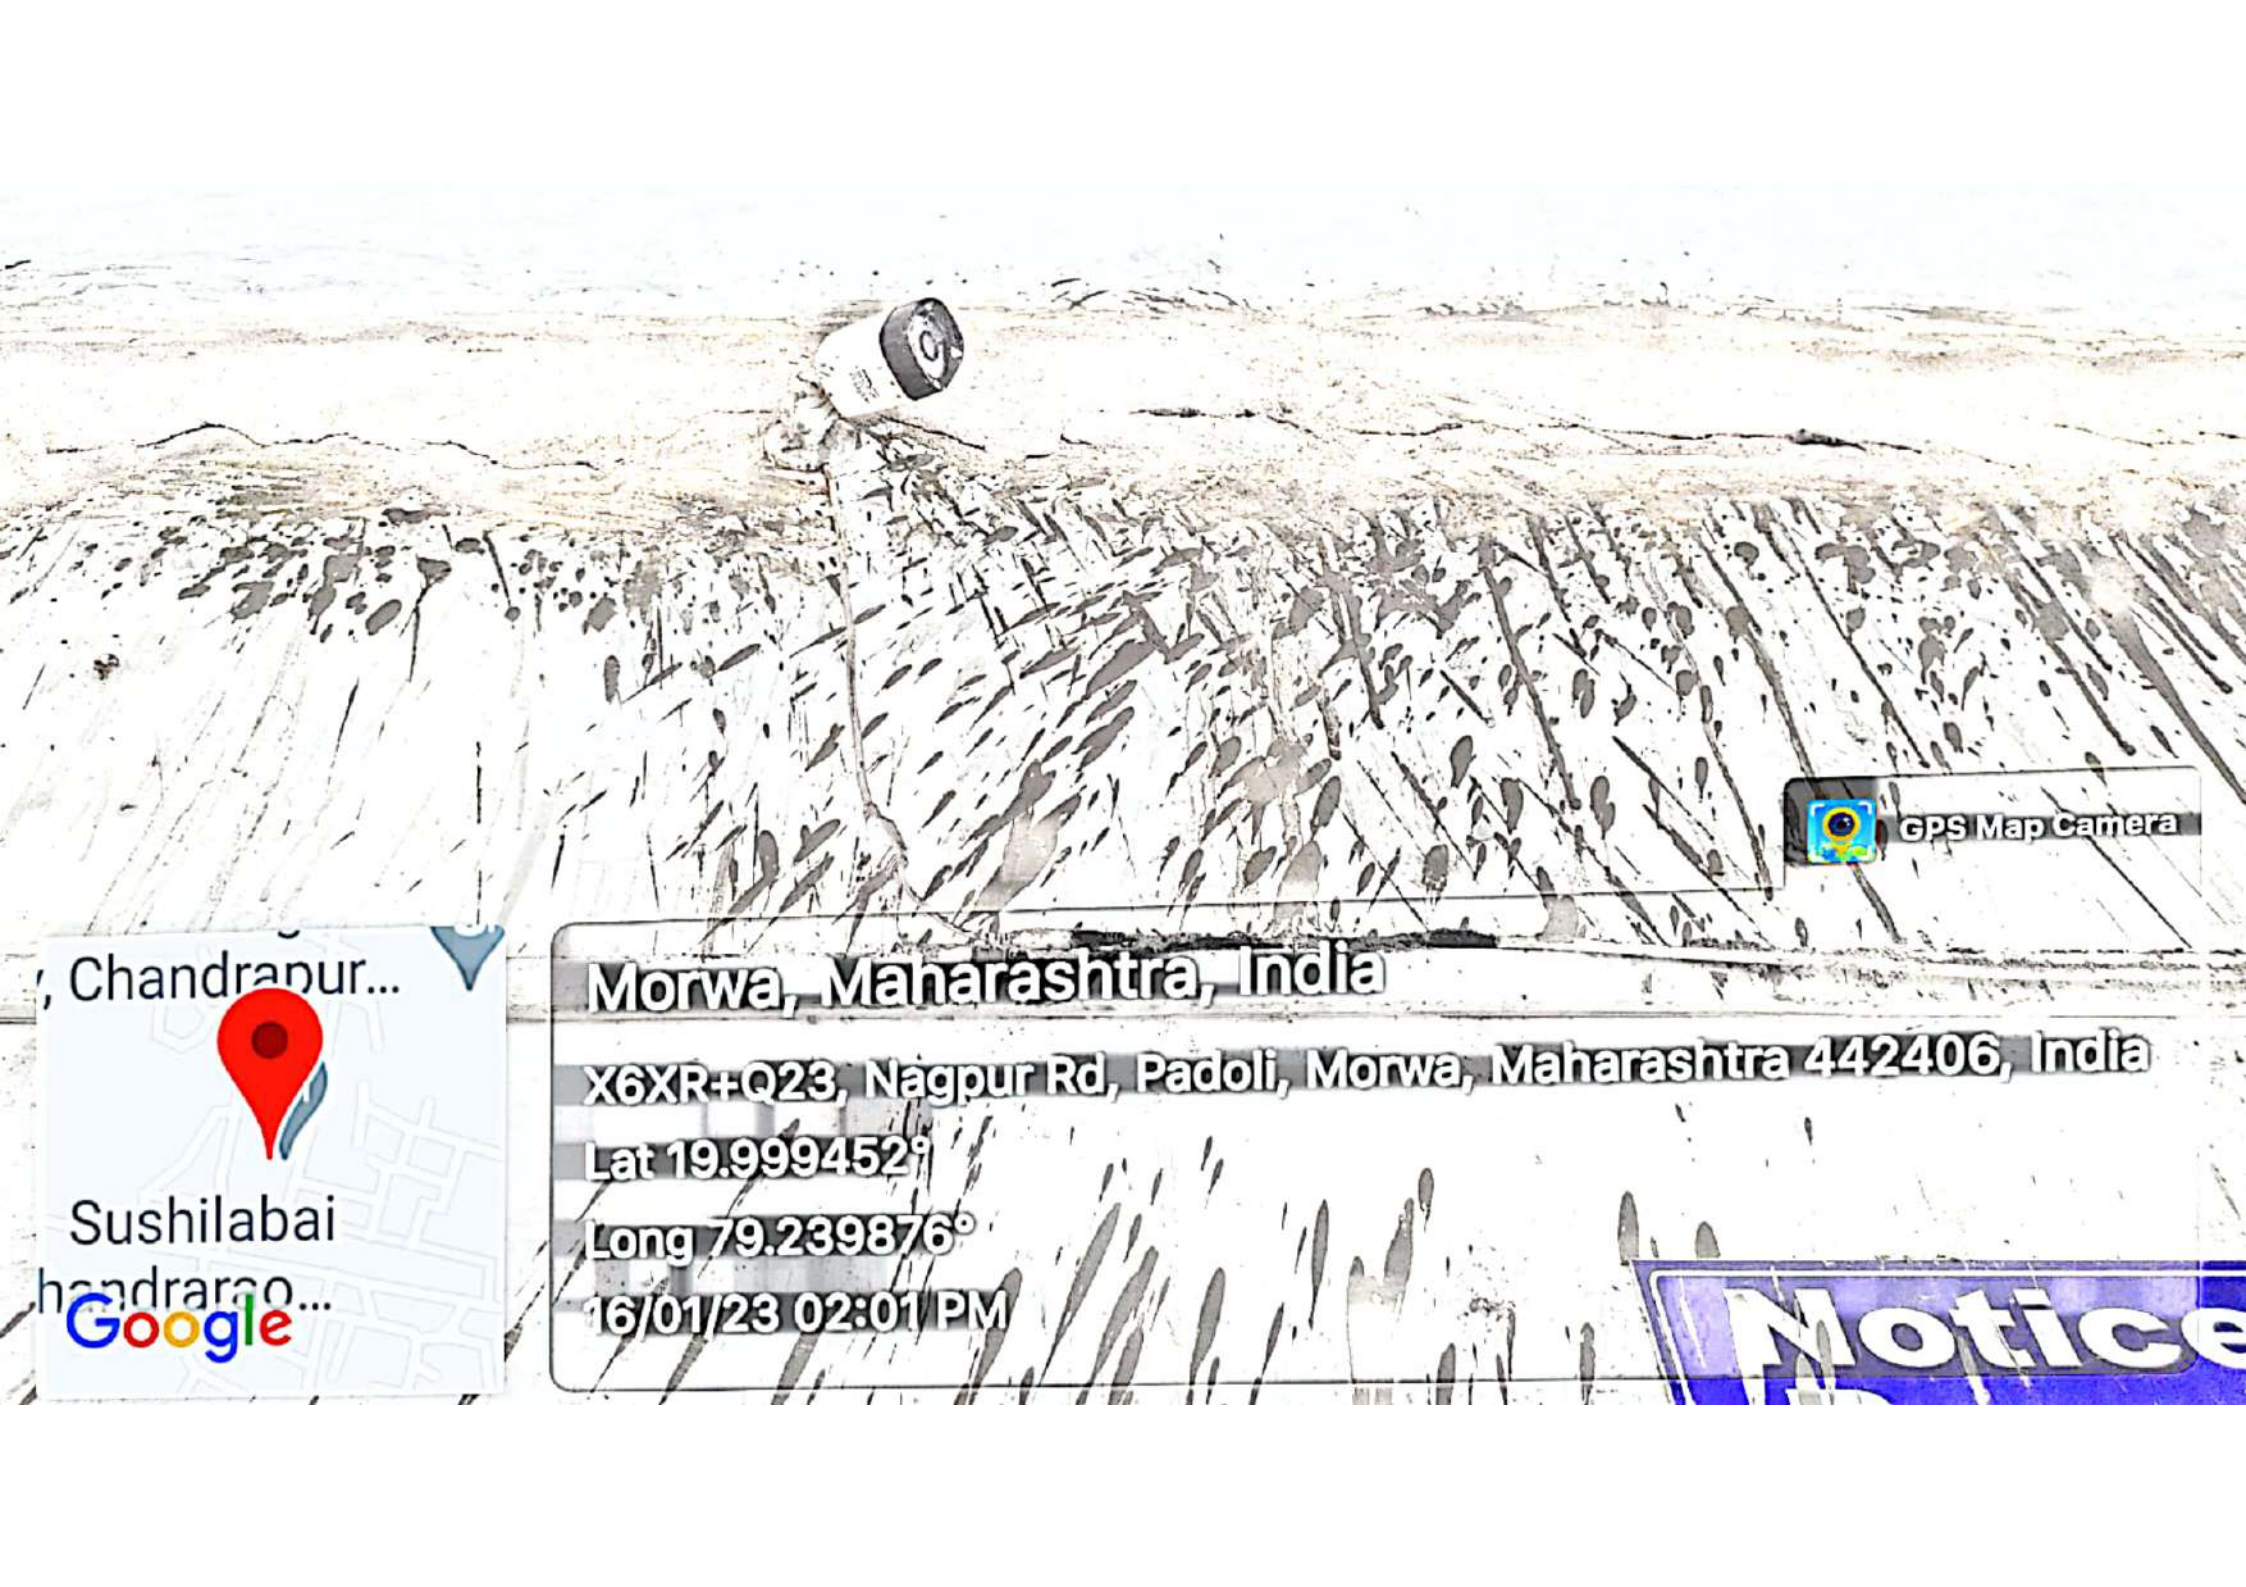 GPS Map Camera
, Chandrapur...
Sushilabai
handrarao...
Google
Morwa, Maharashtra, India
X6XR+Q23, Nagpur Rd, Padoli, Morwa, Maharashtra 442406, India
Lat 19.999452°
Long 79.239876°
16/01/23 02:01 PM
Notice